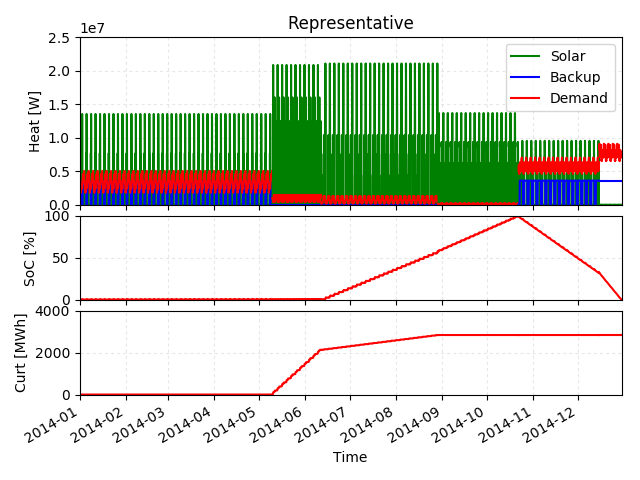 Representative
1e7
Heat [W]
2.5
2.0
1.5
1.0
0.5
0.0
Solar
Backup
Demand
SoC [%]
100
50
0
Curt [MWh]
4000
2000
0
2014-01
2014-02
2014-03
2014-04
2014-05
2014-06
2014-07
2014-08
2014-09
2014-10
2014-11
2014-12
Time